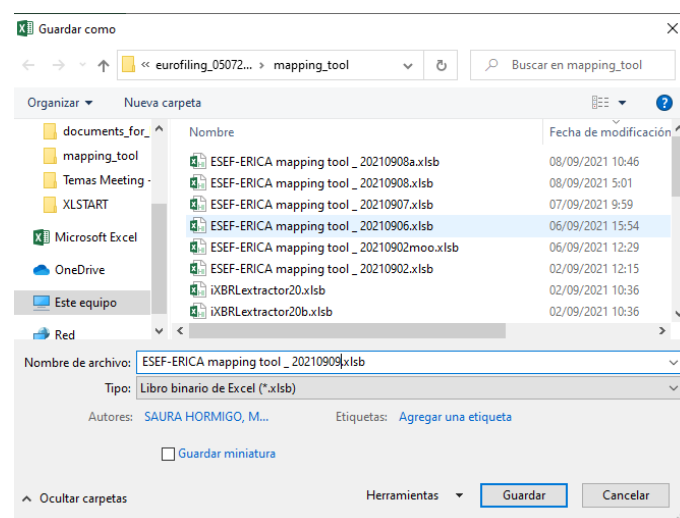 Guardar como
« eurofiling_05072... › mapping_tool
Buscar en mapping_tool
Organizar
Nueva carpeta
documents_for_
mapping_tool
Temas Meeting -
XLSTART
Microsoft Excel
OneDrive
Este equipo
Red
Nombre
Fecha de modificación
ESEF-ERICA mapping tool _ 20210908a.xlsb 08/09/2021 10:46
ESEF-ERICA mapping tool _ 20210908.xlsb 08/09/2021 5:01
ESEF-ERICA mapping tool _ 20210907.xlsb 07/09/2021 9:59
ESEF-ERICA mapping tool _ 20210906.xlsb 06/09/2021 15:54
ESEF-ERICA mapping tool _ 20210902moo.xlsb 06/09/2021 12:29
ESEF-ERICA mapping tool _ 20210902.xlsb 02/09/2021 12:15
iXBRLextractor20.xlsb 02/09/2021 10:36
iXBRLextractor20b.xlsb 02/09/2021 10:36
Nombre de archivo: ESEF-ERICA mapping tool _ 20210909.xlsb
Tipo: Libro binario de Excel (*.xlsb)
Autores: SAURA HORMIGO, M... Etiquetas: Agregar una etiqueta
Guardar miniatura
Ocultar carpetas
Herramientas
Guardar
Cancelar